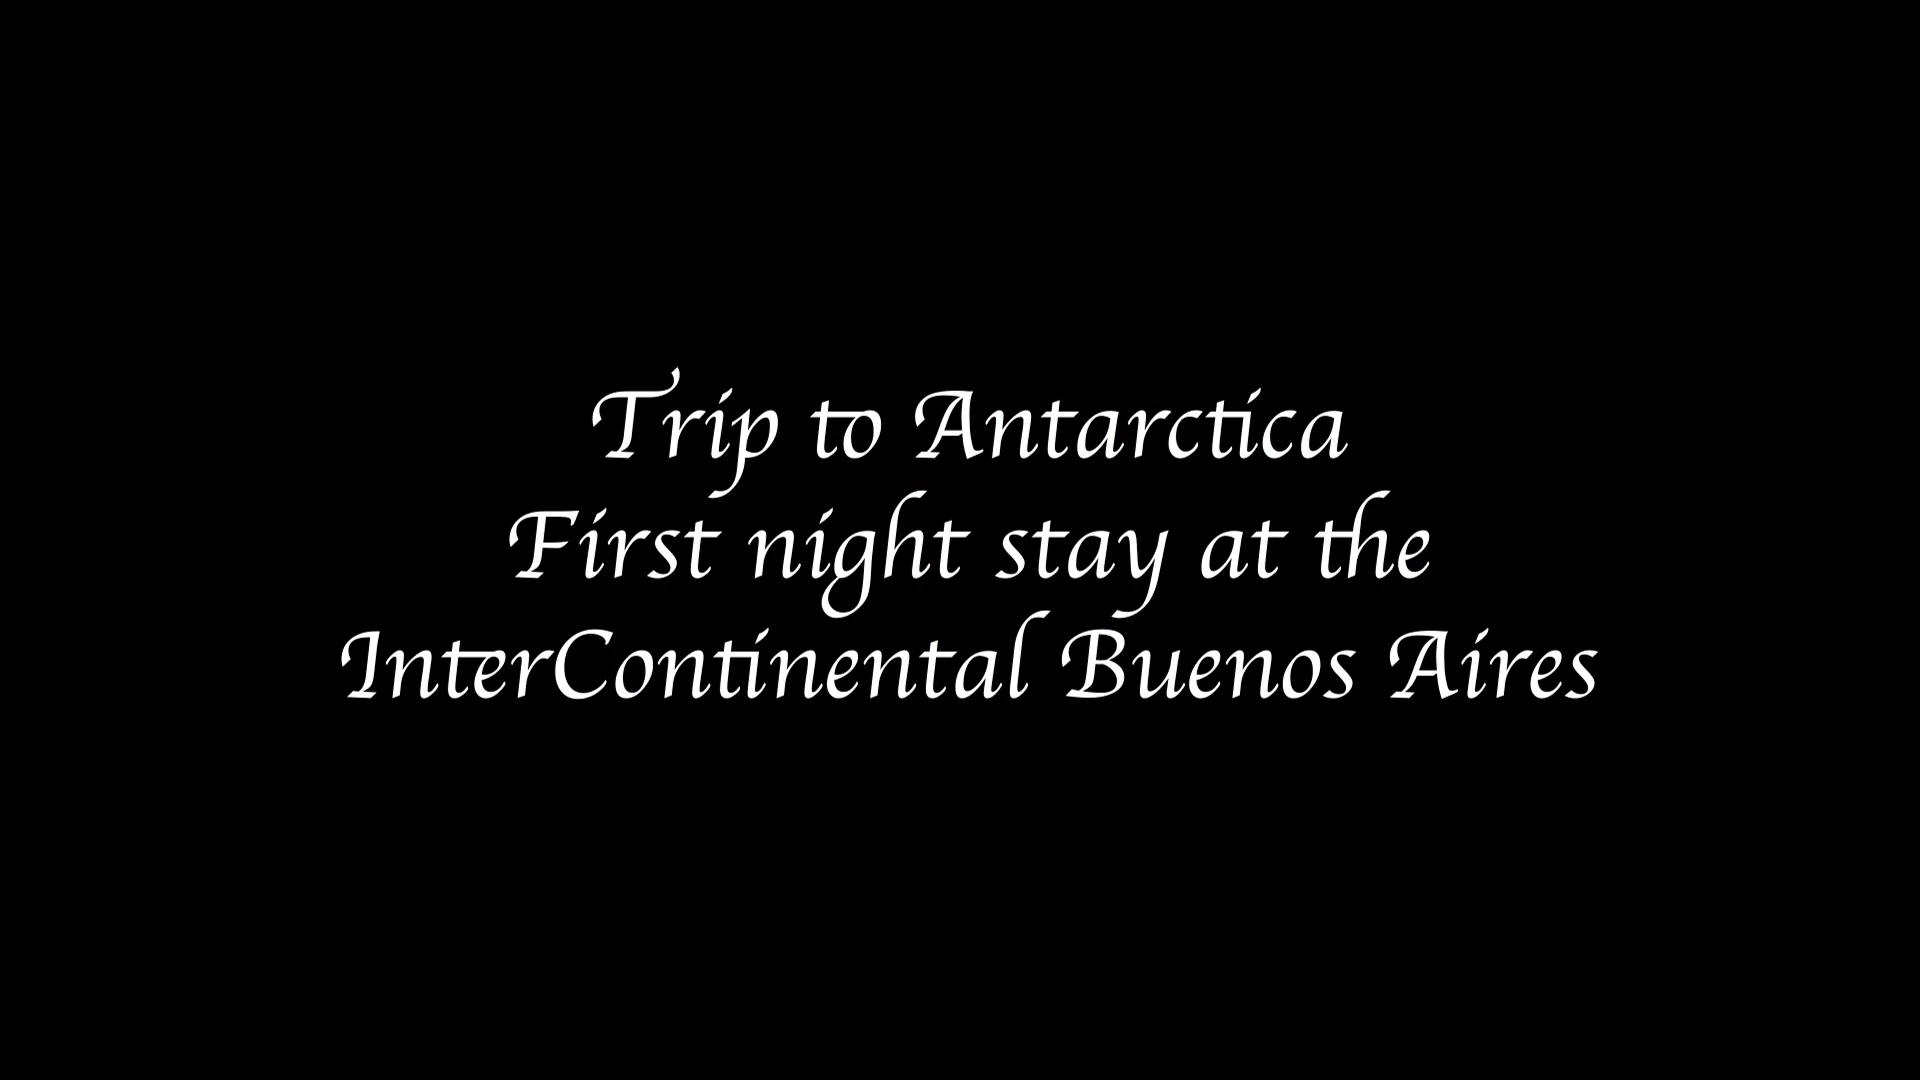 Trip to Antarctica
First night stay at the
InterContinental Buenos Aires